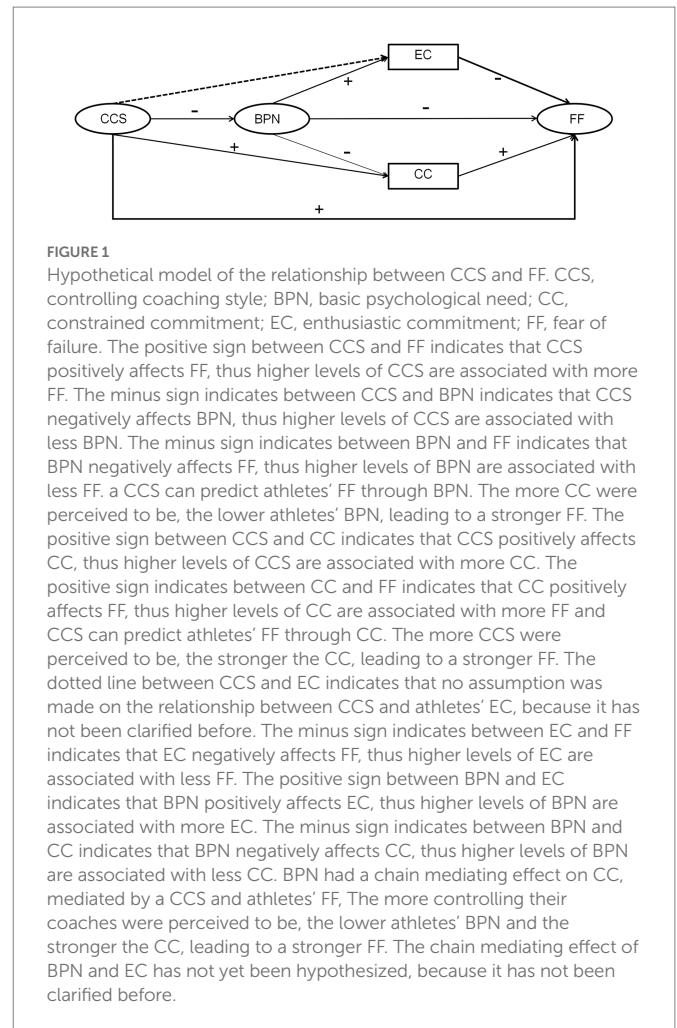 EC
+
-
CCS
-
BPN
-
FF
+
-
CC
+
+
FIGURE 1
Hypothetical model of the relationship between CCS and FF. CCS,
controlling coaching style; BPN, basic psychological need; CC,
constrained commitment; EC, enthusiastic commitment; FF, fear of
failure. The positive sign between CCS and FF indicates that CCS
positively affects FF, thus higher levels of CCS are associated with more
FF. The minus sign indicates between CCS and BPN indicates that CCS
negatively affects BPN, thus higher levels of CCS are associated with
less BPN. The minus sign indicates between BPN and FF indicates that
BPN negatively affects FF, thus higher levels of BPN are associated with
less FF. a CCS can predict athletes’ FF through BPN. The more CC were
perceived to be, the lower athletes’ BPN, leading to a stronger FF. The
positive sign between CCS and CC indicates that CCS positively affects
CC, thus higher levels of CCS are associated with more CC. The
positive sign indicates between CC and FF indicates that CC positively
affects FF, thus higher levels of CC are associated with more FF and
CCS can predict athletes’ FF through CC. The more CCS were
perceived to be, the stronger the CC, leading to a stronger FF. The
dotted line between CCS and EC indicates that no assumption was
made on the relationship between CCS and athletes’ EC, because it has
not been clarified before. The minus sign indicates between EC and FF
indicates that EC negatively affects FF, thus higher levels of EC are
associated with less FF. The positive sign between BPN and EC
indicates that BPN positively affects EC, thus higher levels of BPN are
associated with more EC. The minus sign indicates between BPN and
CC indicates that BPN negatively affects CC, thus higher levels of BPN
are associated with less CC. BPN had a chain mediating effect on CC,
mediated by a CCS and athletes’ FF, The more controlling their
coaches were perceived to be, the lower athletes’ BPN and the
stronger the CC, leading to a stronger FF. The chain mediating effect of
BPN and EC has not yet been hypothesized, because it has not been
clarified before.